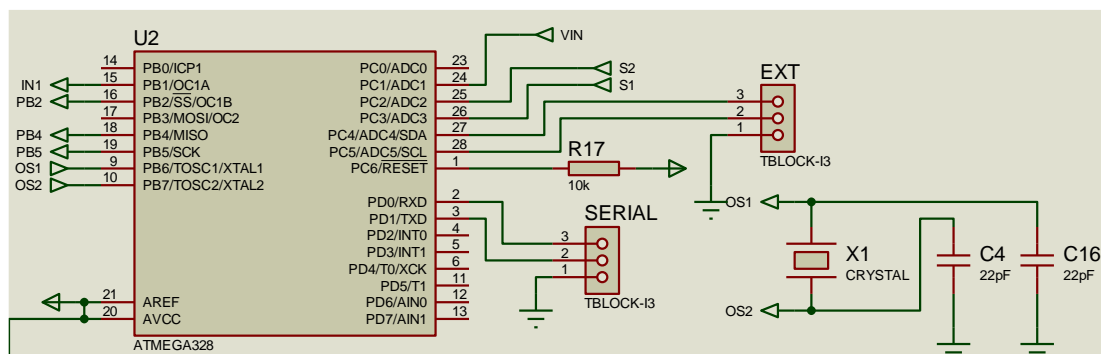 U2
14 PB0/ICP1
IN1 15 PB1/OC1A
PB2 16 PB2/SS/OC1B
17 PB3/MOSI/OC2
PB4 18 PB4/MISO
PB5 19 PB5/SCK
OS1 9 PB6/TOSC1/XTAL1
OS2 10 PB7/TOSC2/XTAL2
21 AREF
20 AVCC
PC0/ADC0 23
PC1/ADC1 24 VIN
PC2/ADC2 25 S2
PC3/ADC3 26 S1
PC4/ADC4/SDA 27
PC5/ADC5/SCL 28
PC6/RESET 1
PD0/RXD 2
PD1/TXD 3
PD2/INT0 4
PD3/INT1 5
PD4/T0/XCK 6
PD5/T1 11
PD6/AIN0 12
PD7/AIN1 13
ATMEGA328
R17
10k
EXT
3
2
1
TBLOCK-I3
SERIAL
3
2
1
TBLOCK-I3
OS1
OS2
X1
CRYSTAL
C4
22pF
C16
22pF